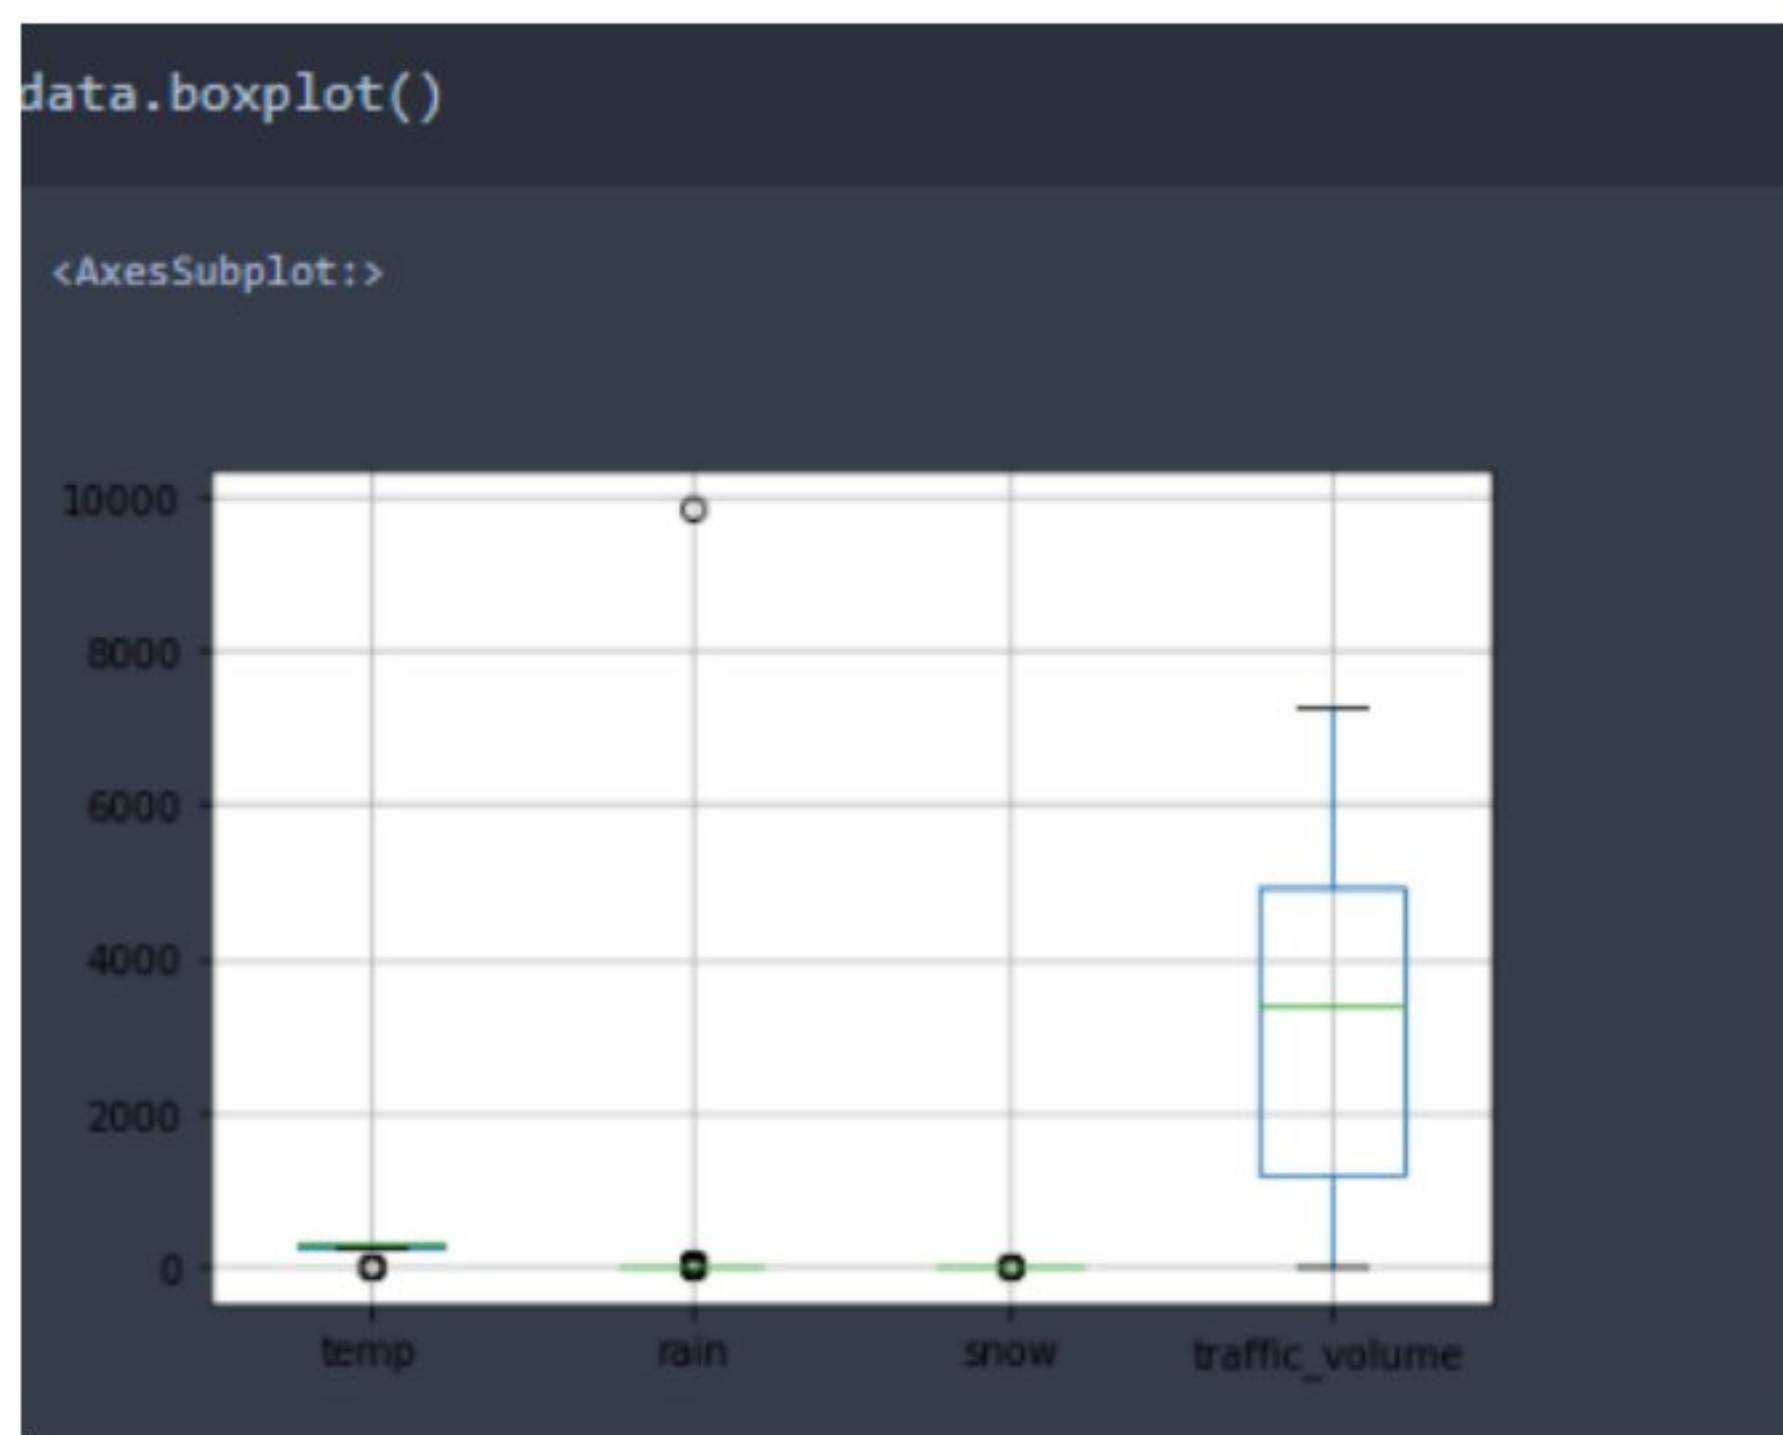 data.boxplot()
<AxesSubplot:>
10000
8000
6000
4000
2000
0
temp rain snow traffic_volume